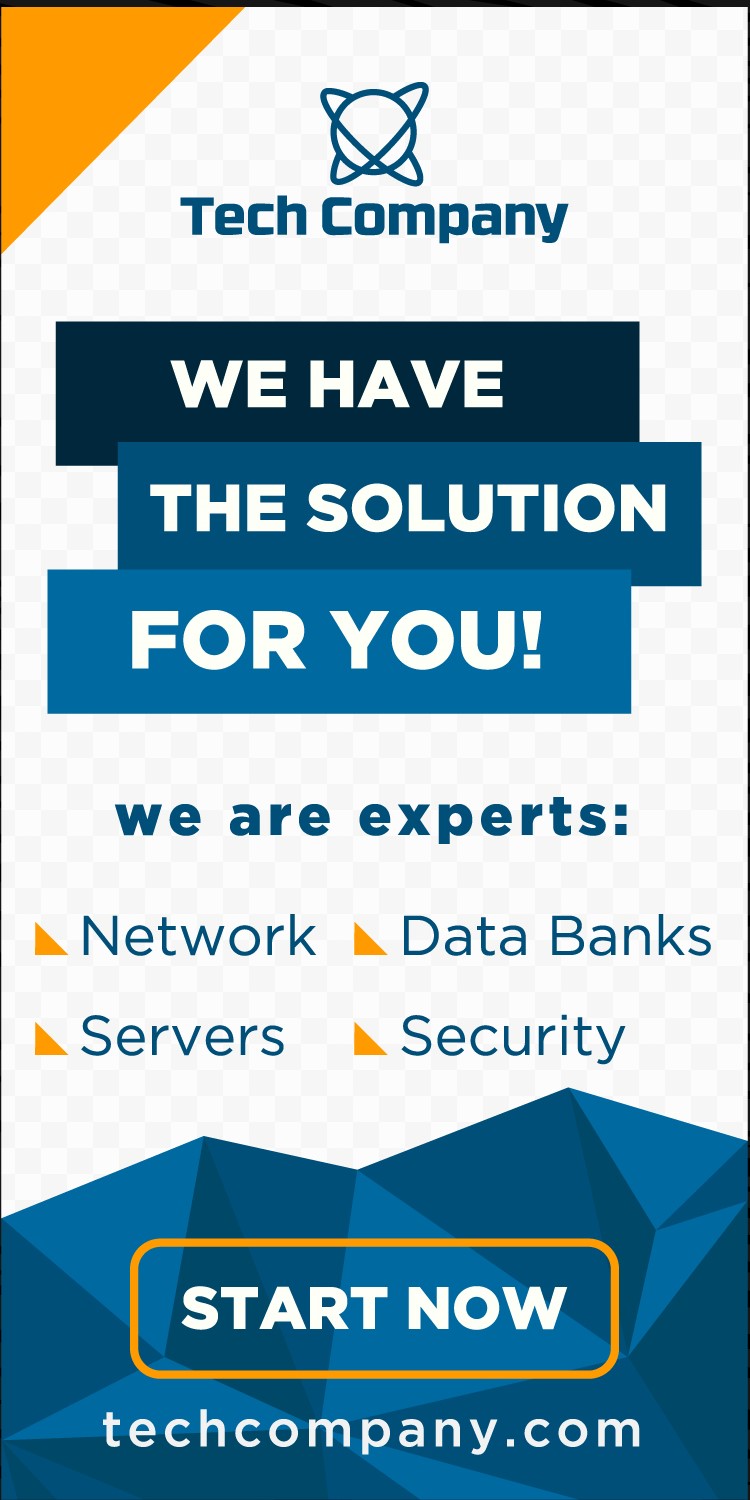 Tech Company
WE HAVE
THE SOLUTION
FOR YOU!
we are experts:
Network
Data Banks
Servers
Security
START NOW
techcompany.com